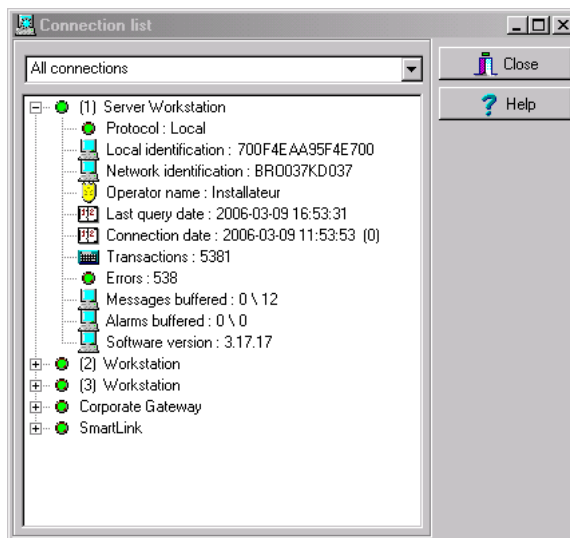 Connection list
All connections
Close
Help
(1) Server Workstation
Protocol : Local
Local identification : 700F4EAA95F4E700
Network identification : BRO037KD037
Operator name : Installateur
Last query date : 2006-03-09 16:53:31
Connection date : 2006-03-09 11:53:53 (0)
Transactions : 5381
Errors : 538
Messages buffered : 0 \ 12
Alarms buffered : 0 \ 0
Software version : 3.17.17
(2) Workstation
(3) Workstation
Corporate Gateway
SmartLink